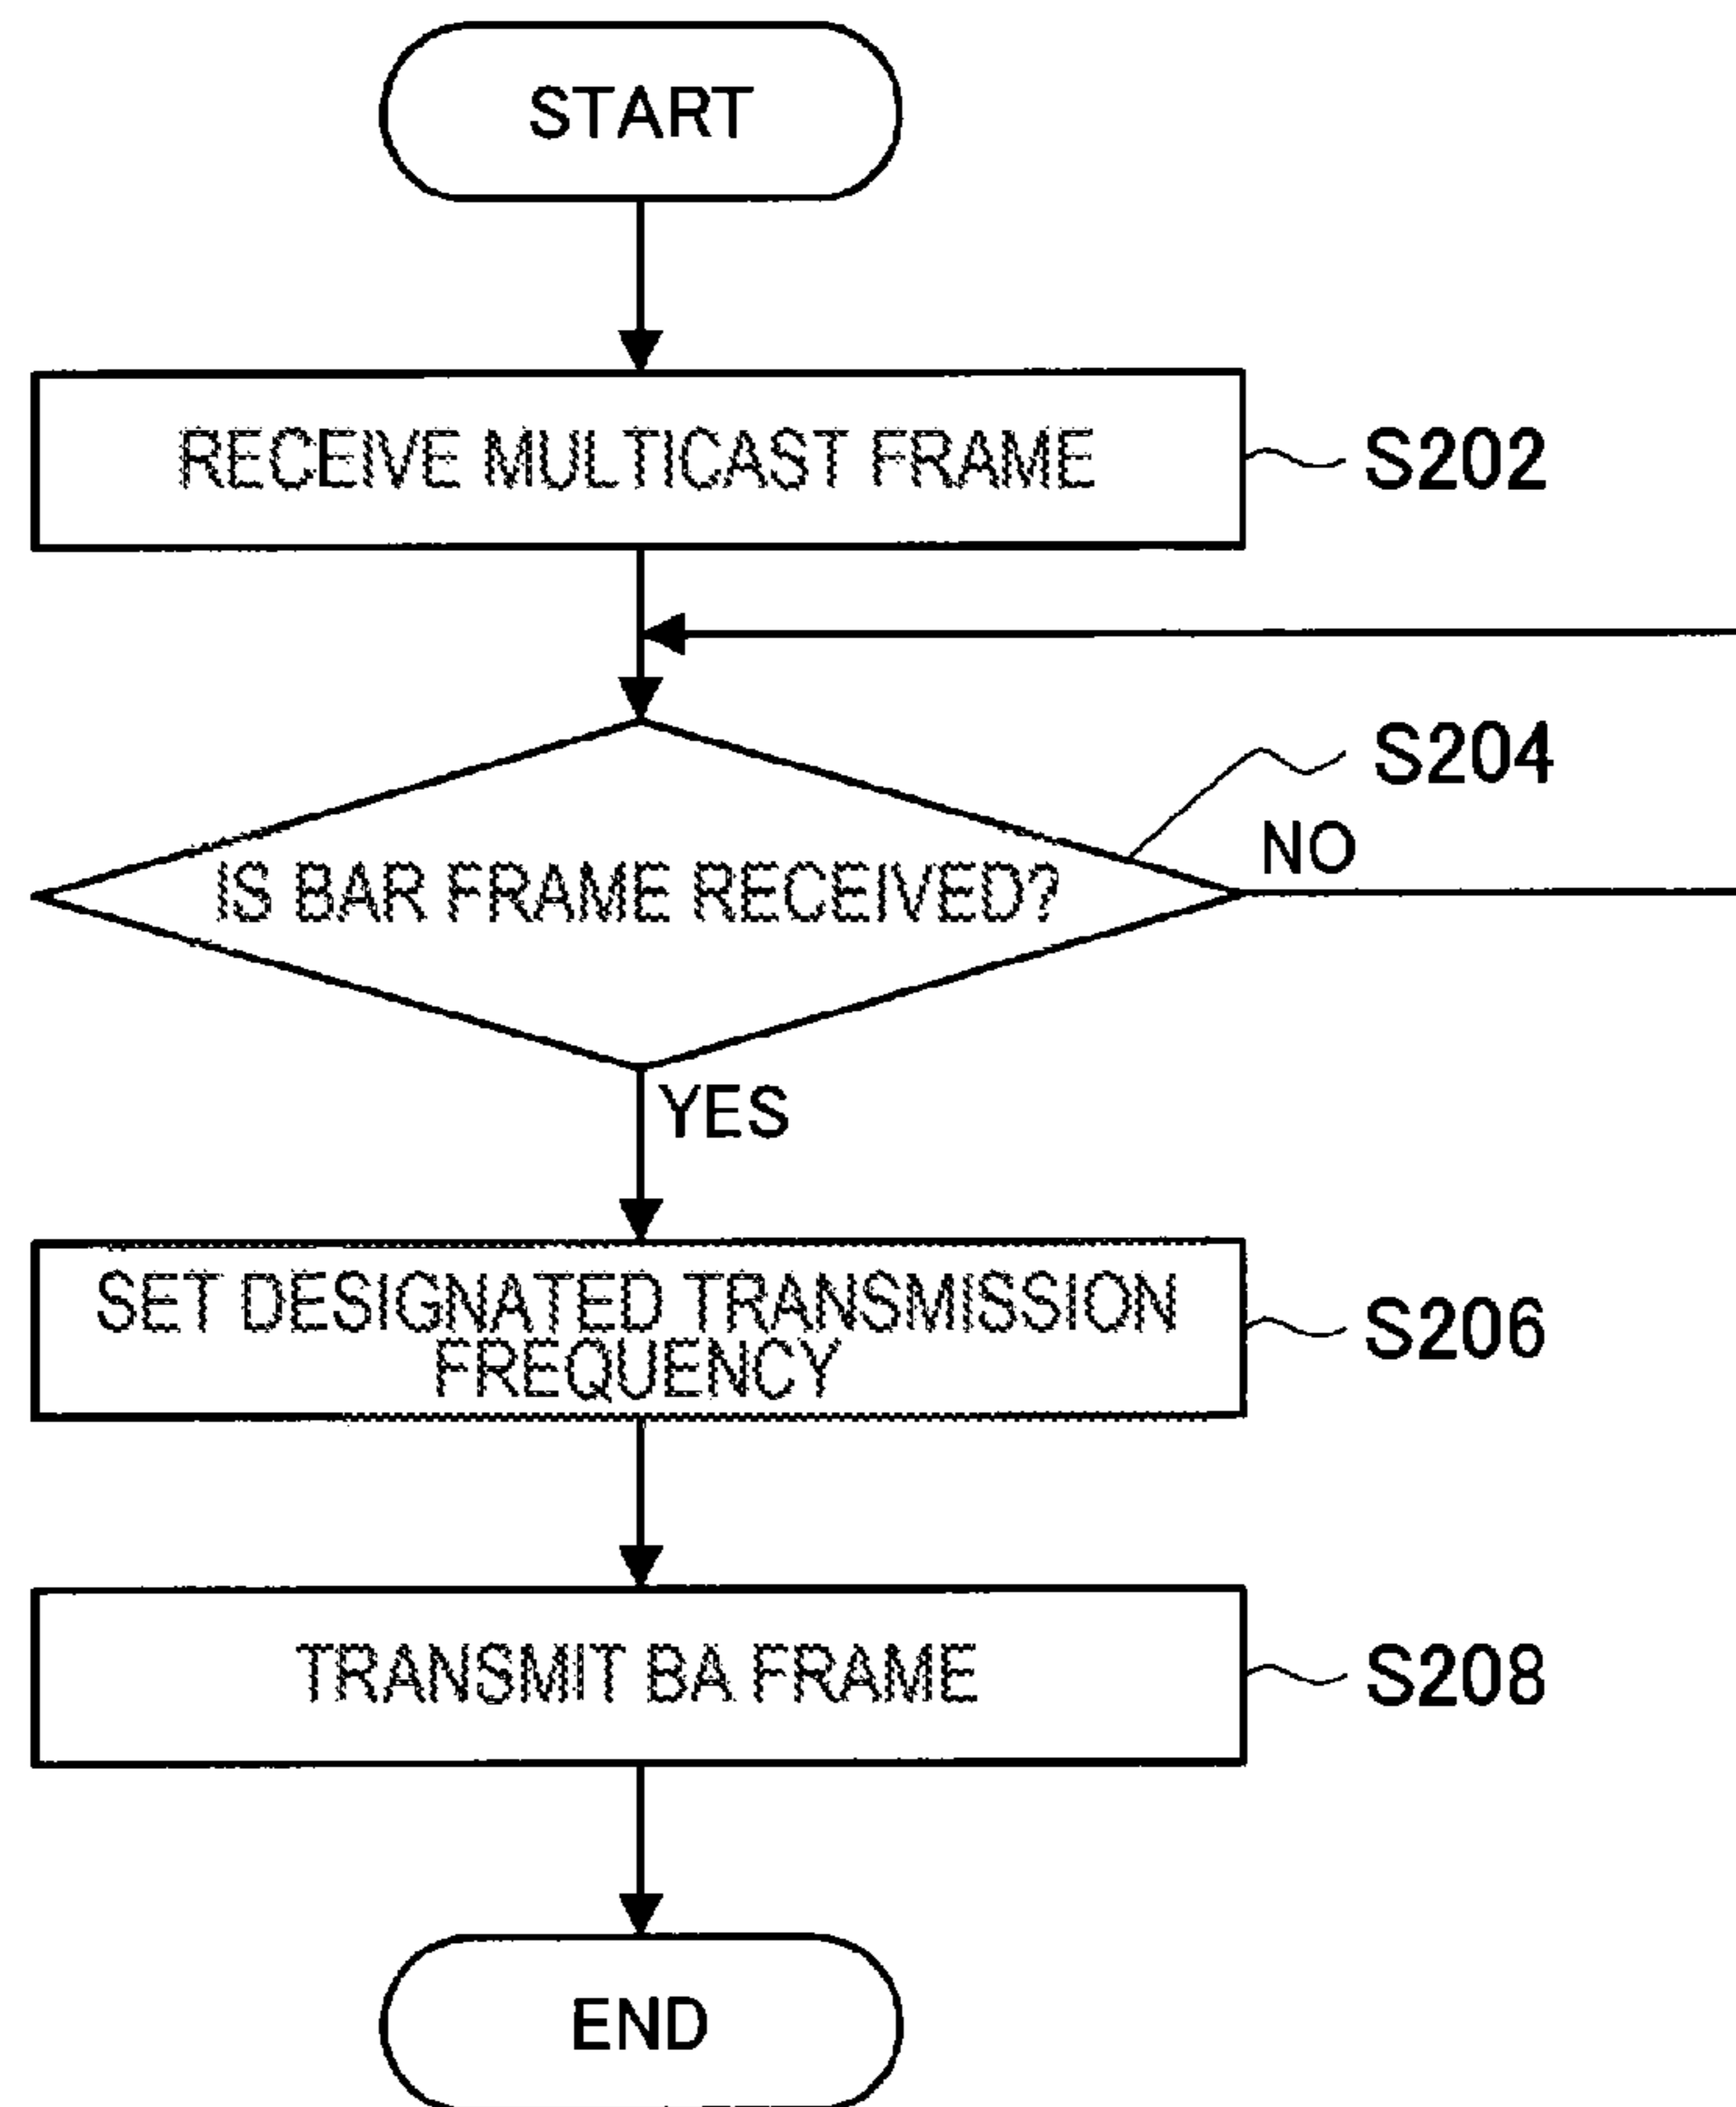 START
RECEIVE MULTICAST FRAME
S202
S204
IS BAR FRAME RECEIVED?
NO
YES
SET DESIGNATED TRANSMISSION
FREQUENCY
S206
TRANSMIT BA FRAME
S208
END